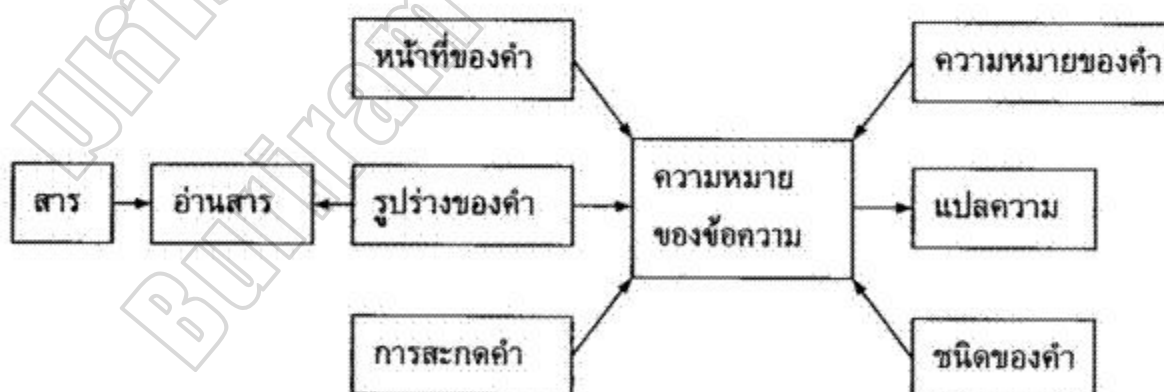 หน้าที่ของคำ
ความหมายของคำ
สาร
อ่านสาร
รูปร่างของคำ
ความหมาย
ของข้อความ
แปลความ
การสะกดคำ
ชนิดของคำ
Buriram